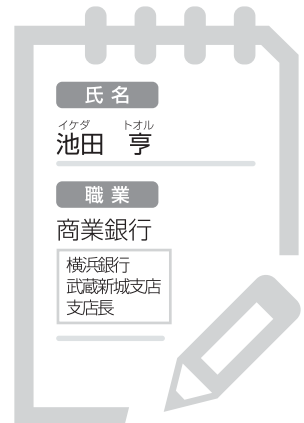 氏名
イケダ トオル
池田 亨
職業
商業銀行
横浜銀行
武蔵新城支店
支店長